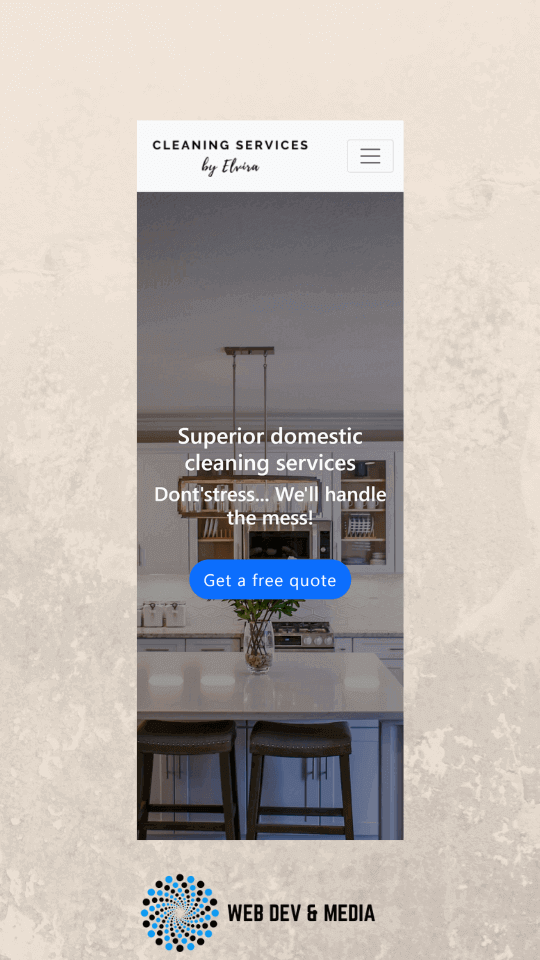 CLEANING SERVICES
by Elvira
Superior domestic
cleaning services
Dont'stress... We'll handle
the mess!
Get a free quote
WEB DEV & MEDIA